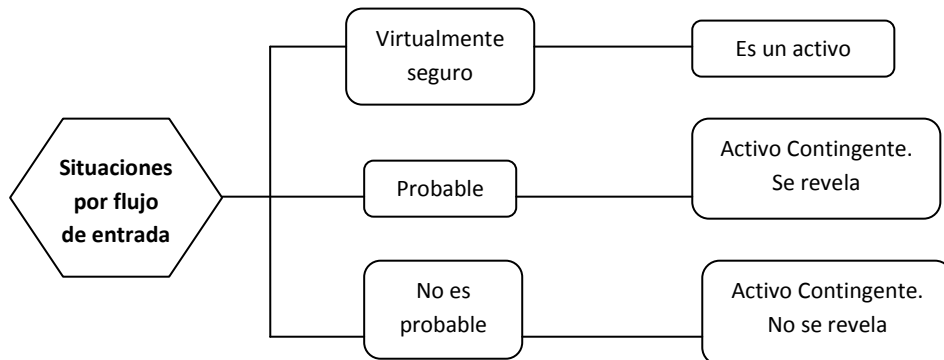 Virtualmente
seguro
Es un activo
Situaciones
por flujo
de entrada
Probable
Activo Contingente.
Se revela
No es
probable
Activo Contingente.
No se revela